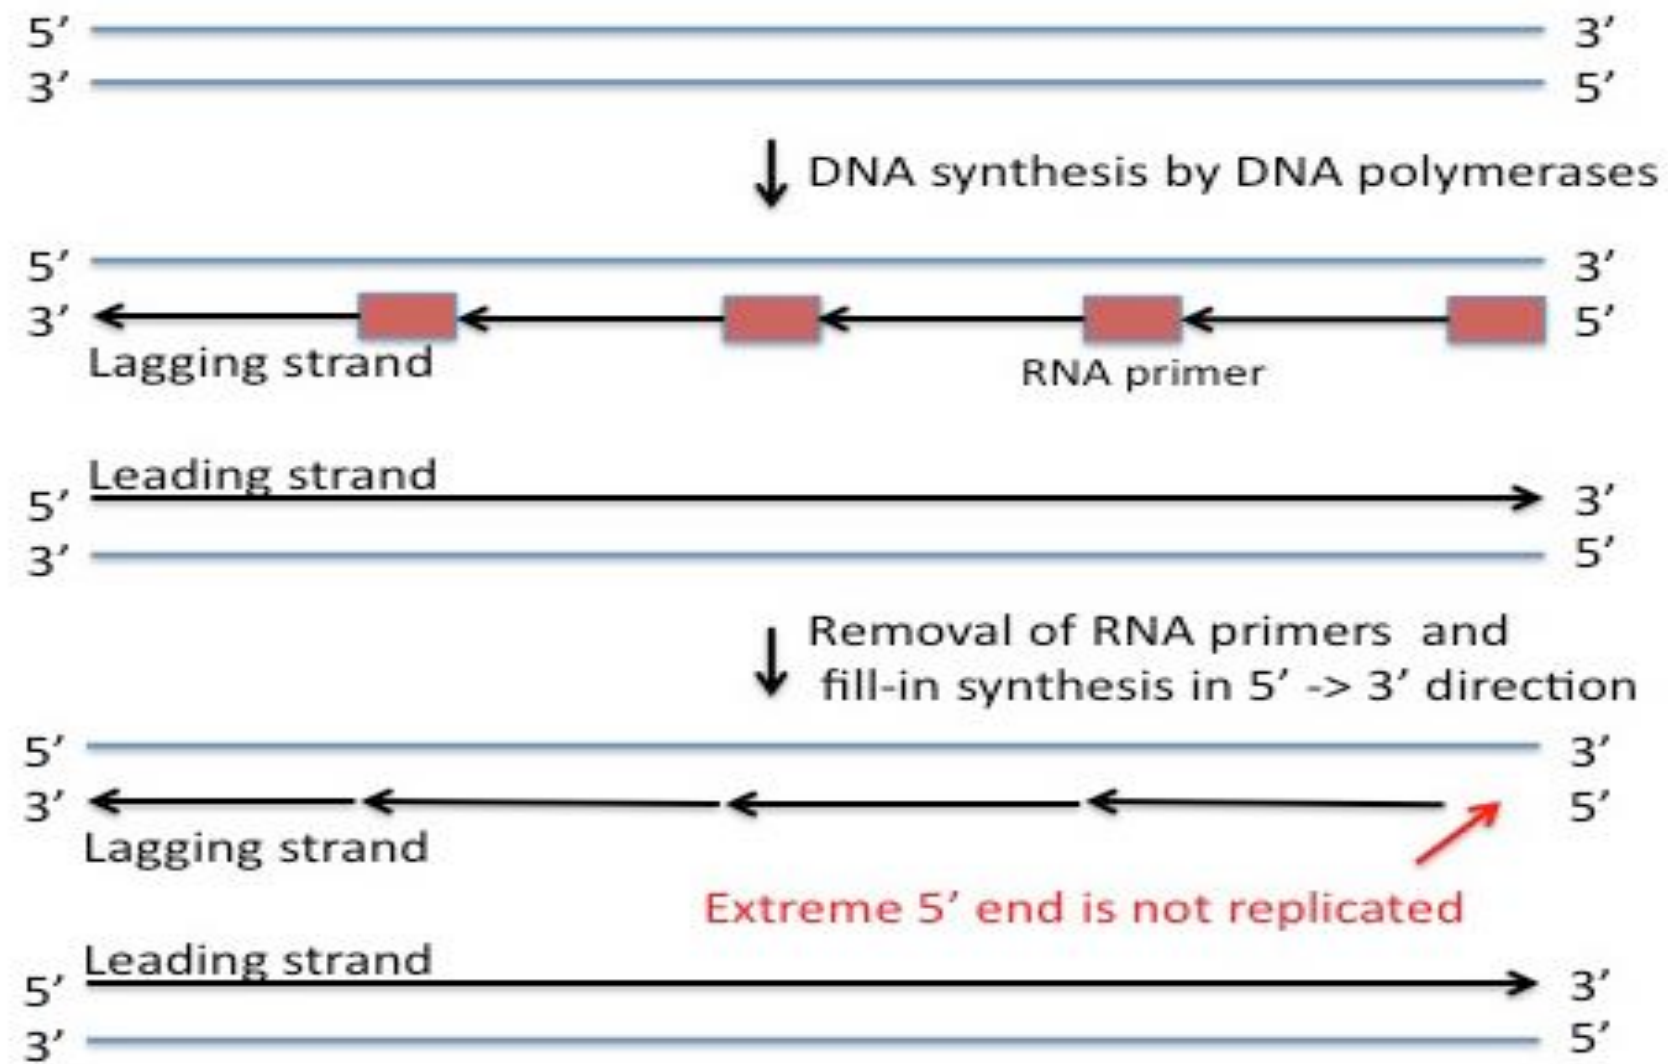 5′ 3′
3′ 5′
DNA synthesis by DNA polymerases
5′ 3′
3′ 5′
Lagging strand
RNA primer
Leading strand
5′ 3′
3′ 5′
Removal of RNA primers and
fill-in synthesis in 5′ -> 3′ direction
5′ 3′
3′ 5′
Lagging strand
Extreme 5′ end is not replicated
Leading strand
5′ 3′
3′ 5′